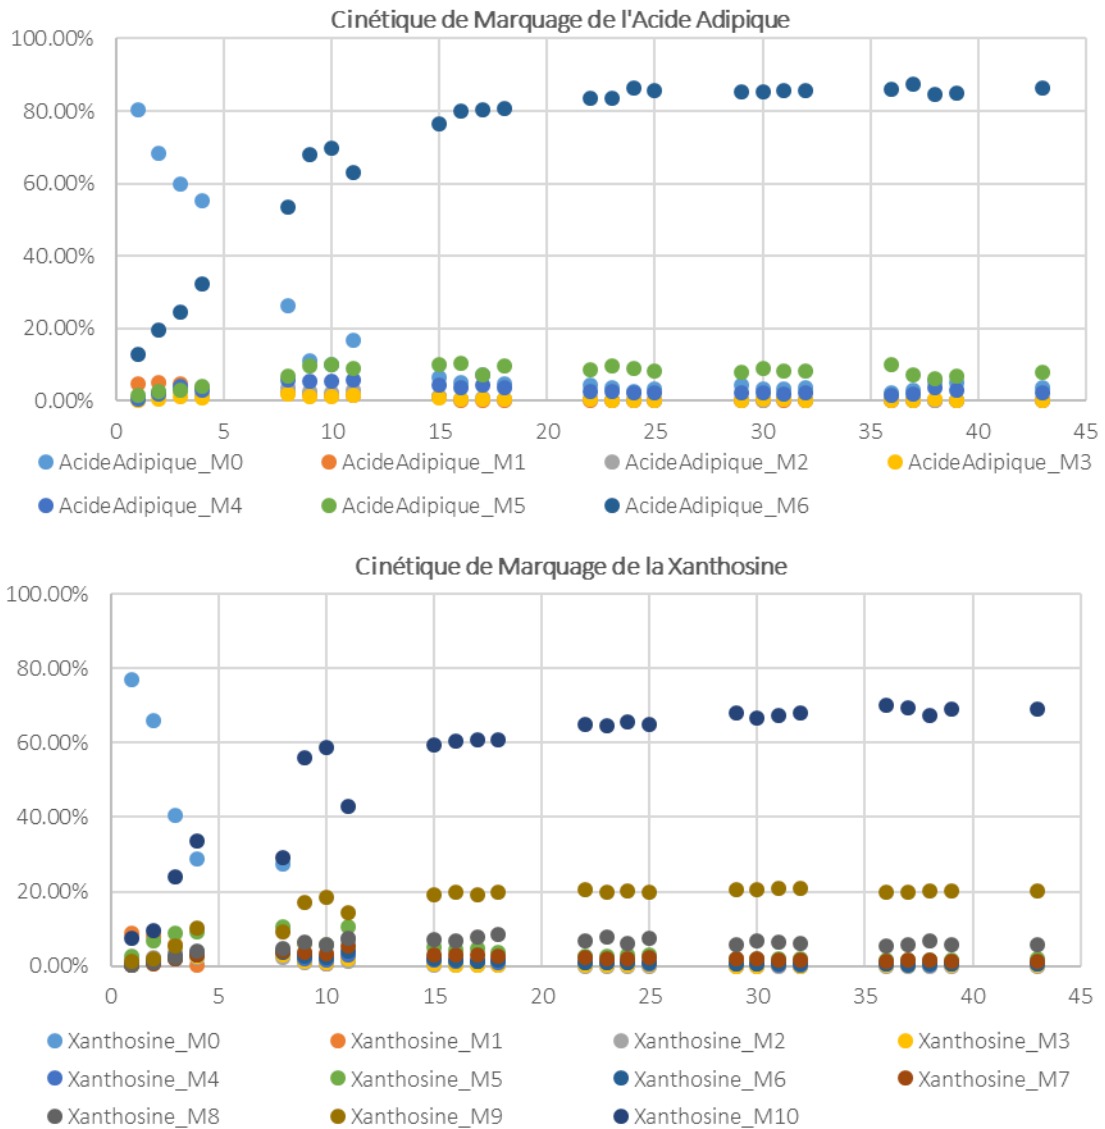 Cinétique de Marquage de l'Acide Adipique
100.00%
80.00%
60.00%
40.00%
20.00%
0.00%
0 5 10 15 20 25 30 35 40 45
AcideAdipique_M0 AcideAdipique_M1 AcideAdipique_M2 AcideAdipique_M3
AcideAdipique_M4 AcideAdipique_M5 AcideAdipique_M6
Cinétique de Marquage de la Xanthosine
100.00%
80.00%
60.00%
40.00%
20.00%
0.00%
0 5 10 15 20 25 30 35 40 45
Xanthosine_M0 Xanthosine_M1 Xanthosine_M2 Xanthosine_M3
Xanthosine_M4 Xanthosine_M5 Xanthosine_M6 Xanthosine_M7
Xanthosine_M8 Xanthosine_M9 Xanthosine_M10